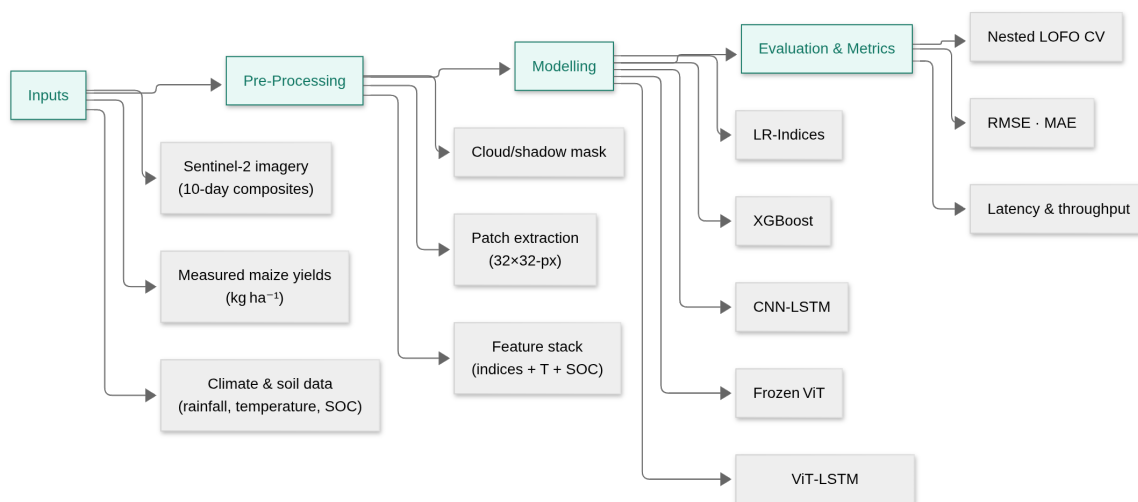 Inputs
Sentinel-2 imagery
(10-day composites)
Measured maize yields
(kg ha⁻¹)
Climate & soil data
(rainfall, temperature, SOC)
Pre-Processing
Cloud/shadow mask
Patch extraction
(32×32-px)
Feature stack
(indices + T + SOC)
Modelling
LR-Indices
XGBoost
CNN-LSTM
Frozen ViT
ViT-LSTM
Evaluation & Metrics
Nested LOFO CV
RMSE · MAE
Latency & throughput